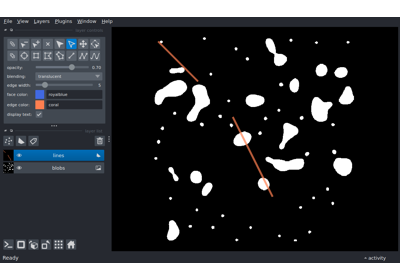 File View Layers Plugins Window Help
opacity: 0.70
blending: translucent
edge width: 5
face color: royalblue
edge color: coral
display text: ✓
lines
blobs
Ready
activity